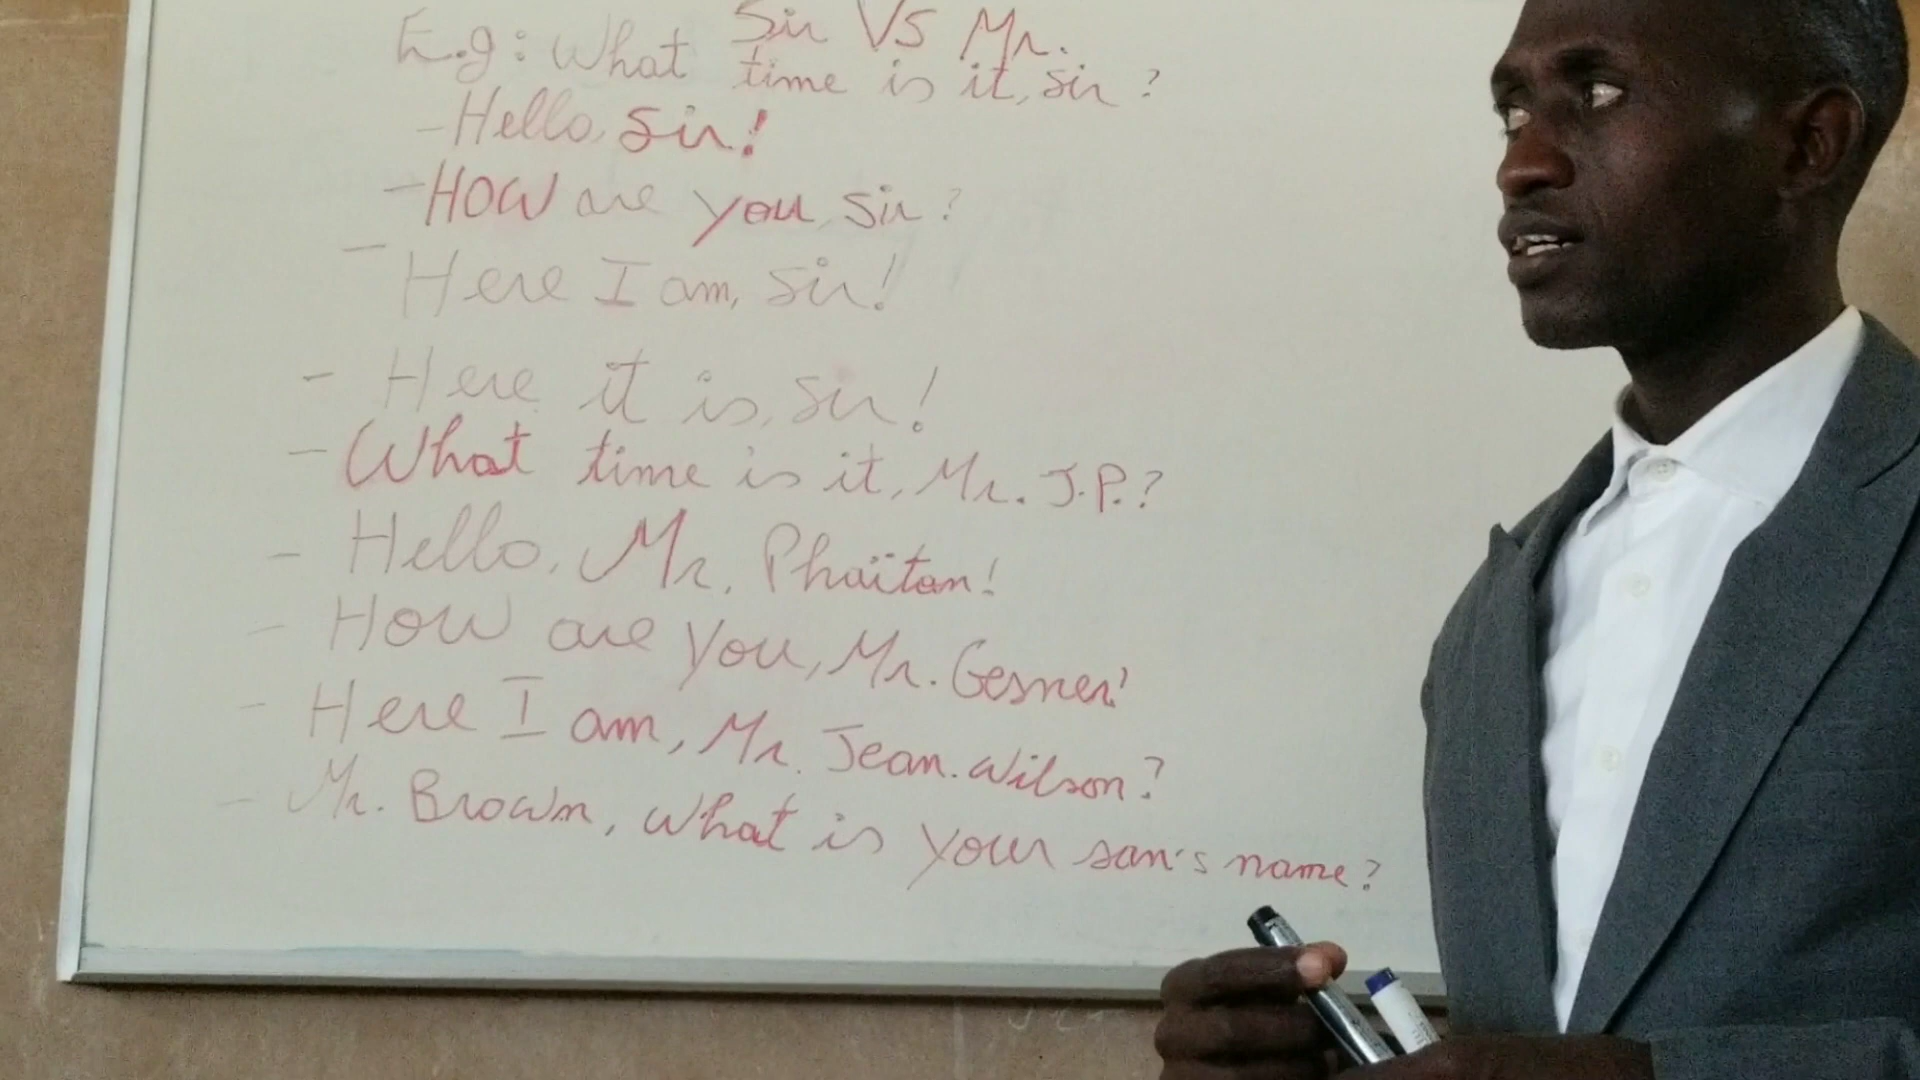 Sir VS Mr.
E.g: What time is it, sir?
- Hello, Sir!
- HOW are you, Sir?
- Here I am, Sir!
- Here it is, Sir!
- What time is it, Mr. J.P.?
- Hello, Mr. Phaïton!
- How are you, Mr. Gesner?
- Here I am, Mr. Jean. Wilson?
- Mr. Brown, what is your son's name?